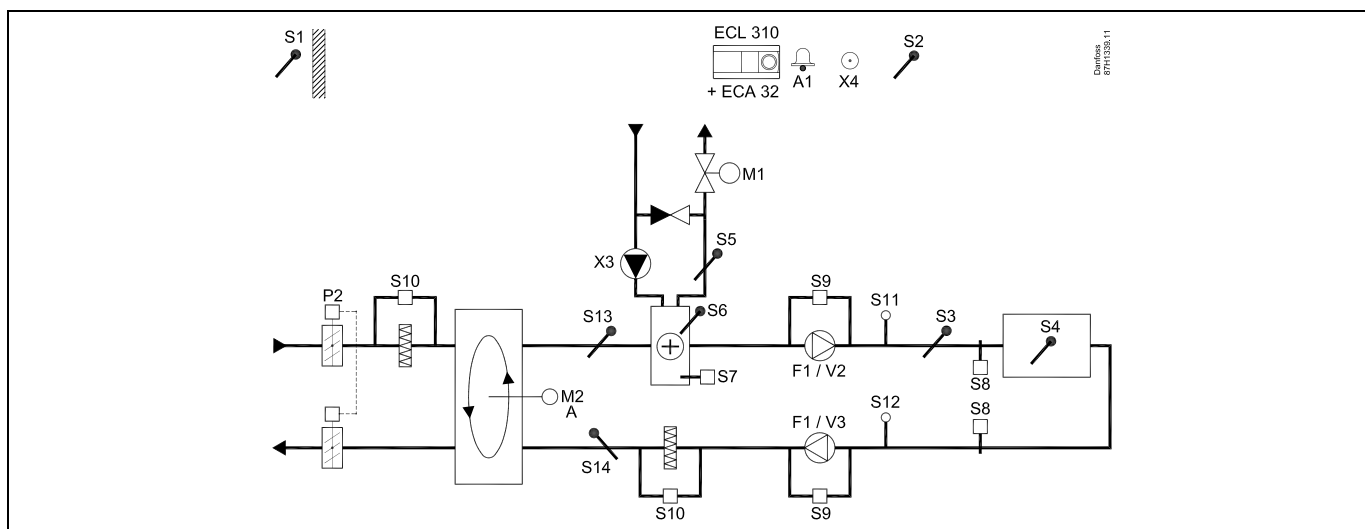 S1
ECL 310
+ ECA 32
A1
X4
S2
Danfoss
87H1339.11
M1
S5
X3
P2
S10
S13
S6
S9
S11
S3
S4
S7
F1 / V2
S8
M2
A
F1 / V3
S12
S8
S14
S10
S9